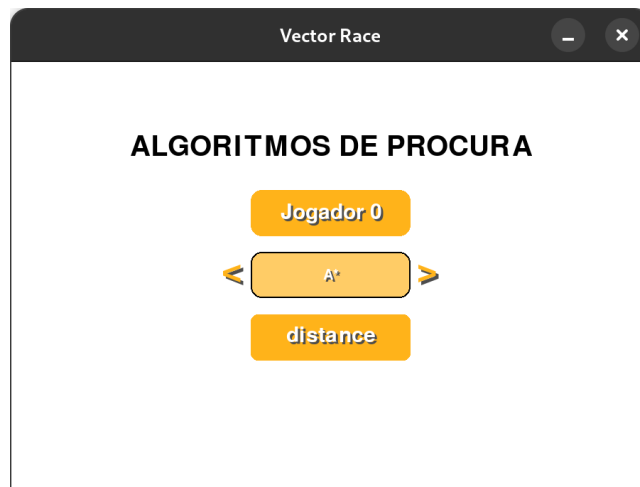 Vector Race
ALGORITMOS DE PROCURA
Jogador 0
< A* >
distance